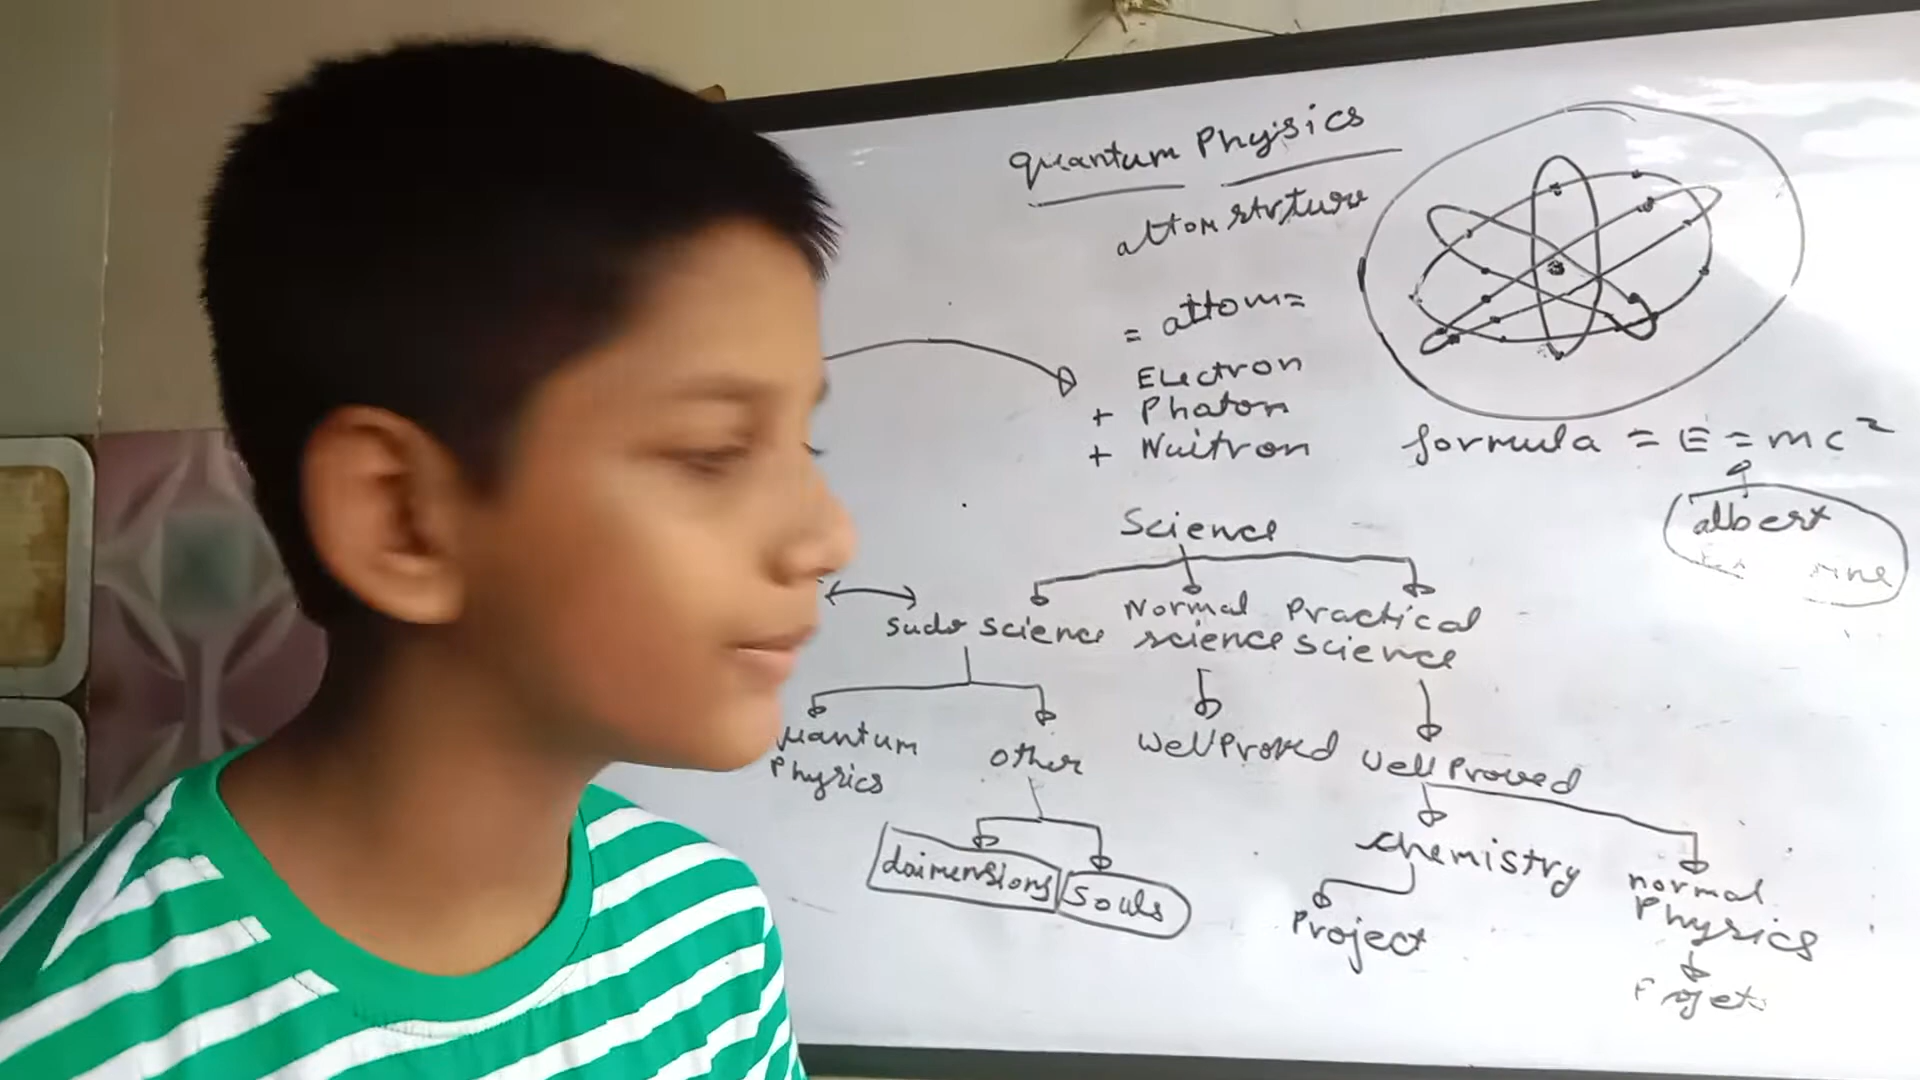 quantum Physics
attom strture
= attom =
Electron
+ Phaton
+ Nuitron
formula = E = mc²
albert
Science
sudo science
Normal science
Practical science
uantum
Physics
other
Well Proved
Well Proved
daimensions
Souls
chemistry
Project
normal
Physics